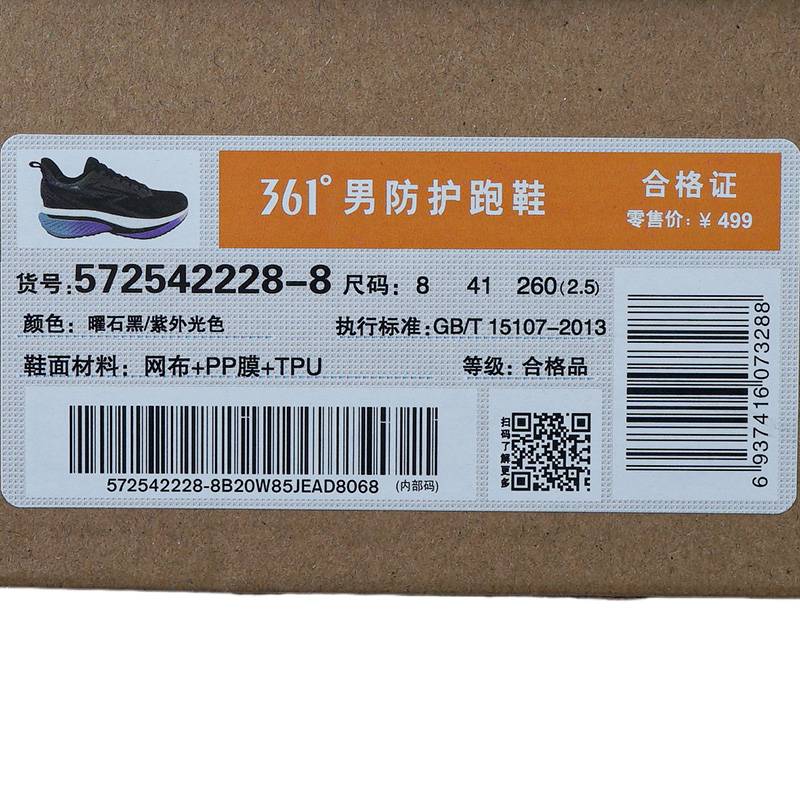 361° 男防护跑鞋
合格证
零售价：¥ 499
货号:572542228-8 尺码: 8 41 260(2.5)
颜色：曜石黑/紫外光色 执行标准:GB/T 15107-2013
鞋面材料：网布+PP膜+TPU 等级: 合格品
572542228-8B20W85JEAD8068 (内部码)
扫码了解更多
6 937416 073288